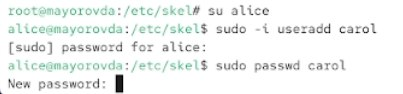 root@mayorovda:/etc/skel# su alice
alice@mayorovda:/etc/skel$ sudo -i useradd carol
[sudo] password for alice:
alice@mayorovda:/etc/skel$ sudo passwd carol
New password: